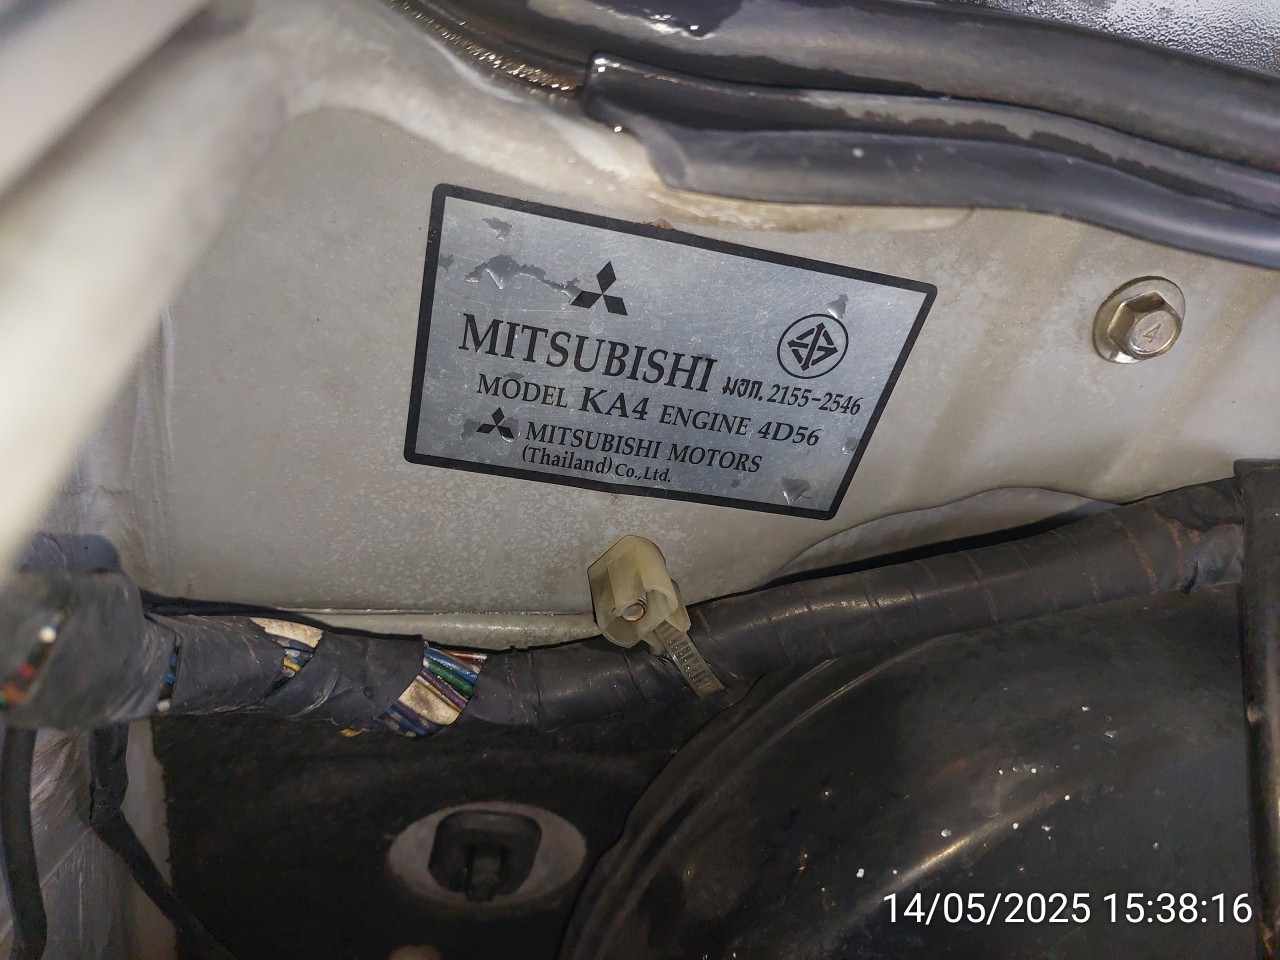 MITSUBISHI
มอก. 2155-2546
MODEL KA4 ENGINE 4D56
MITSUBISHI MOTORS
(Thailand) Co.,Ltd.
4
14/05/2025 15:38:16